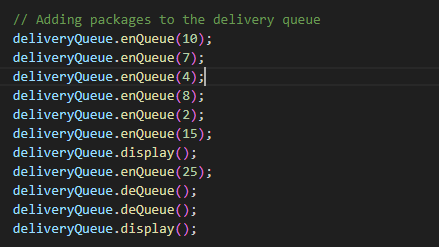 // Adding packages to the delivery queue
deliveryQueue.enQueue(10);
deliveryQueue.enQueue(7);
deliveryQueue.enQueue(4);
deliveryQueue.enQueue(8);
deliveryQueue.enQueue(2);
deliveryQueue.enQueue(15);
deliveryQueue.display();
deliveryQueue.enQueue(25);
deliveryQueue.deQueue();
deliveryQueue.deQueue();
deliveryQueue.display();